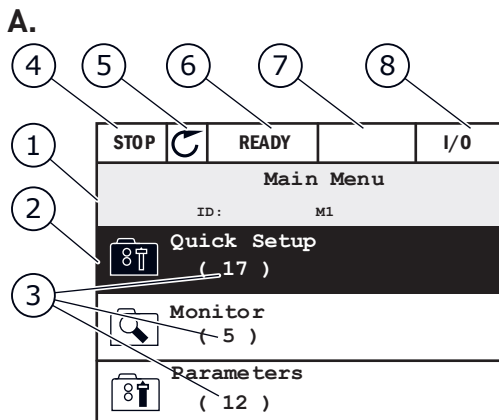 A.
4 5 6 7 8
STOP READY I/O
1
Main Menu
ID: M1
2
Quick Setup
( 17 )
3
Monitor
( 5 )
Parameters
( 12 )